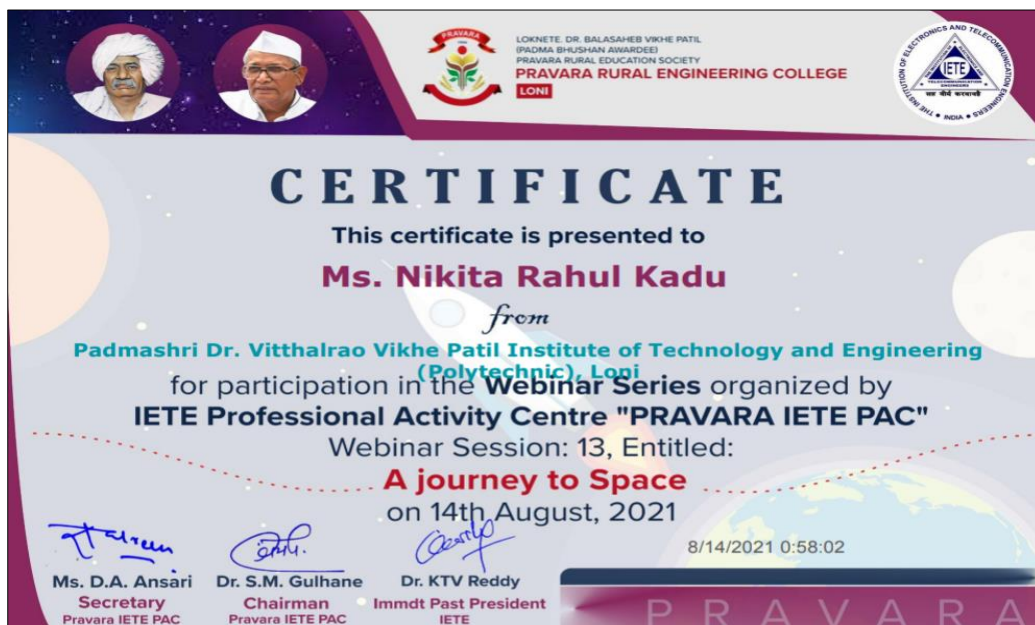 PRAVARA
LOKNETE. DR. BALASAHEB VIKHE PATIL
(PADMA BHUSHAN AWARDEE)
PRAVARA RURAL EDUCATION SOCIETY
PRAVARA RURAL ENGINEERING COLLEGE
LONI
THE INSTITUTION OF ELECTRONICS AND TELECOMMUNICATION ENGINEERS
IETE
INDIA
CERTIFICATE
This certificate is presented to
Ms. Nikita Rahul Kadu
from
Padmashri Dr. Vitthalrao Vikhe Patil Institute of Technology and Engineering
(Polytechnic), Loni
for participation in the Webinar Series organized by
IETE Professional Activity Centre "PRAVARA IETE PAC"
Webinar Session: 13, Entitled:
A journey to Space
on 14th August, 2021
8/14/2021 0:58:02
Ms. D.A. Ansari Dr. S.M. Gulhane Dr. KTV Reddy
Secretary Chairman Immdt Past President
Pravara IETE PAC Pravara IETE PAC IETE
PRAVARA